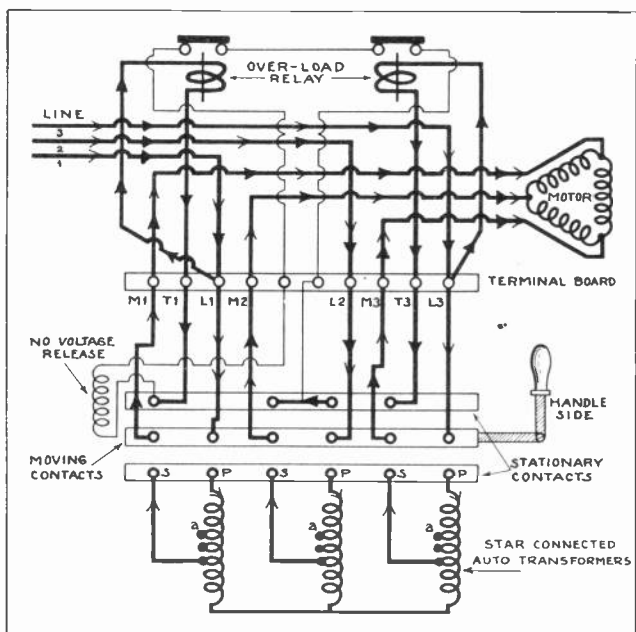 OVER-LOAD
RELAY
LINE
3
2
1
MOTOR
TERMINAL BOARD
M1 T1 L1 M2 L2 M3 T3 L3
NO VOLTAGE
RELEASE
HANDLE
SIDE
MOVING
CONTACTS
STATIONARY
CONTACTS
S P S P S P
a a a
STAR CONNECTED
AUTO TRANSFORMERS